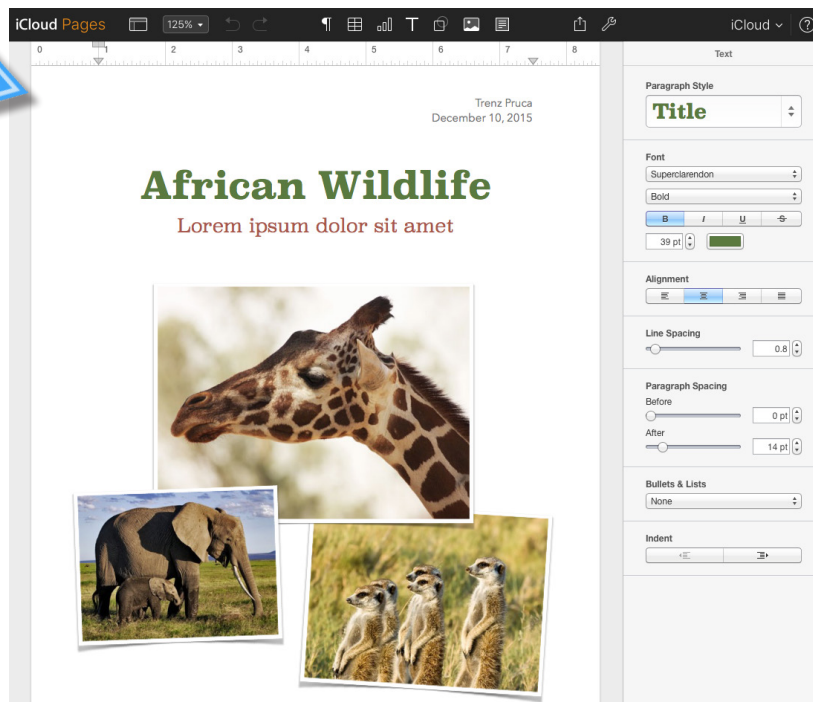 iCloud Pages 125% T iCloud ?
0 1 2 3 4 5 6 7 8
Text
Trenz Pruca
December 10, 2015
African Wildlife
Lorem ipsum dolor sit amet
Paragraph Style
Title
Font
Superclarendon
Bold
B I U S
39 pt
Alignment
Line Spacing
0.8
Paragraph Spacing
Before
0 pt
After
14 pt
Bullets & Lists
None
Indent